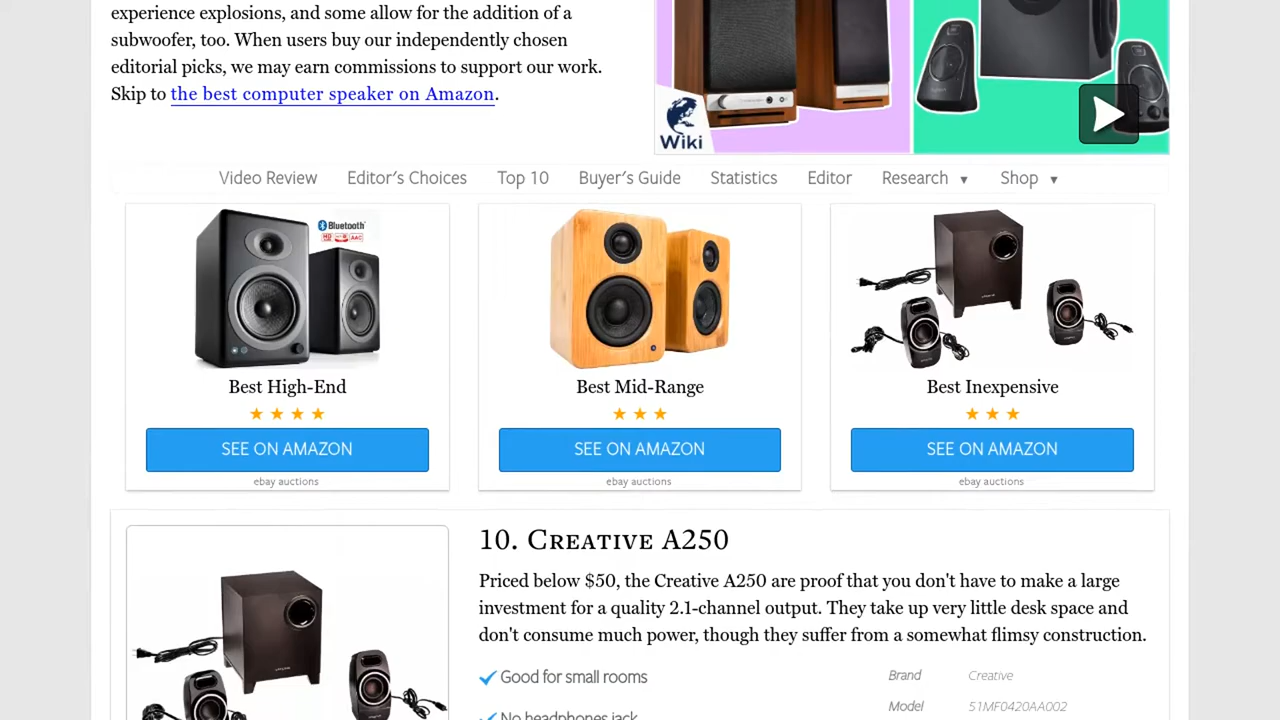 experience explosions, and some allow for the addition of a
subwoofer, too. When users buy our independently chosen
editorial picks, we may earn commissions to support our work.
Skip to the best computer speaker on Amazon.
Wiki
Video Review Editor's Choices Top 10 Buyer's Guide Statistics Editor Research ▼ Shop ▼
Bluetooth
Best High-End
SEE ON AMAZON
ebay auctions
Best Mid-Range
SEE ON AMAZON
ebay auctions
Best Inexpensive
SEE ON AMAZON
ebay auctions
10. Creative A250
Priced below $50, the Creative A250 are proof that you don't have to make a large
investment for a quality 2.1-channel output. They take up very little desk space and
don't consume much power, though they suffer from a somewhat flimsy construction.
Good for small rooms
No headphones jack
Brand Creative
Model 51MF0420AA002